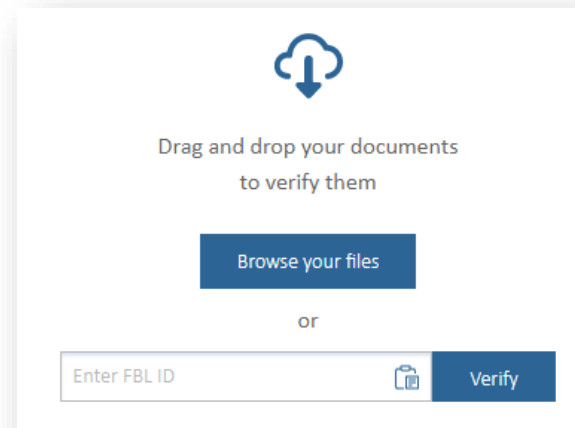 Drag and drop your documents
to verify them
Browse your files
or
Enter FBL ID
Verify